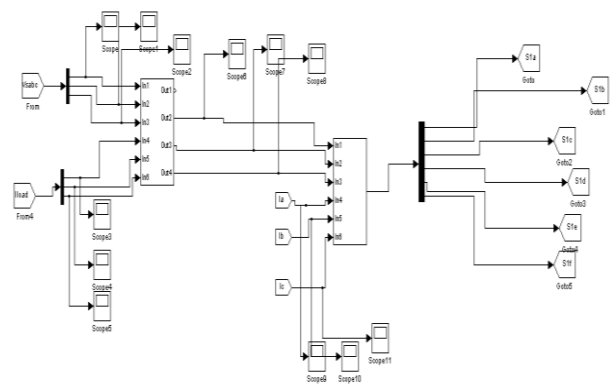 Scope
Scope1
Scope2
Scope6
Scope7
Scope8
Vsabc
From
In1
In2
In3
In4
In5
In6
Out1
Out2
Out3
Out4
From4
Scope3
Scope4
Scope5
In1
In2
In3
In4
In5
In6
Ia
Ib
Ic
Scope9
Scope10
Scope11
S1a
Goto
S1b
Goto1
S1c
Goto2
S1d
Goto3
S1e
Goto4
S1f
Goto5